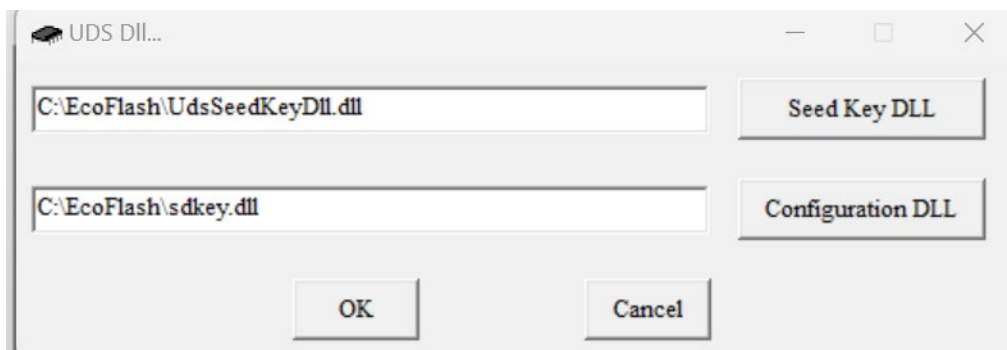 UDS Dll...
C:\EcoFlash\UdsSeedKeyDll.dll
Seed Key DLL
C:\EcoFlash\sdkey.dll
Configuration DLL
OK
Cancel